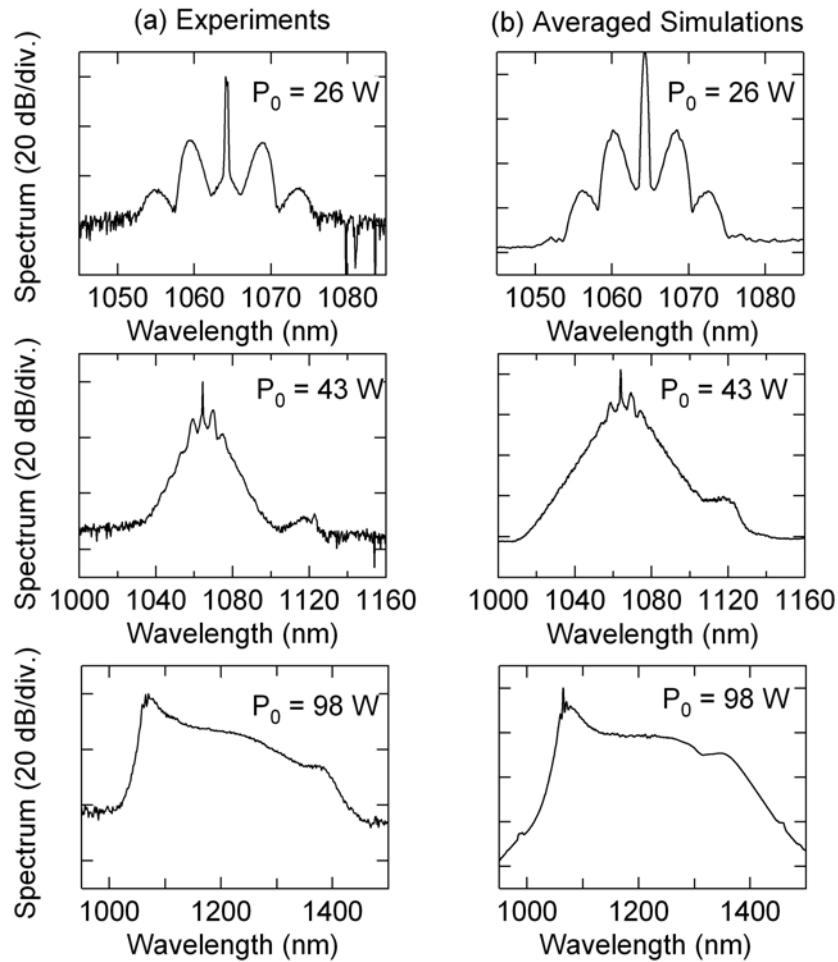 (a) Experiments
(b) Averaged Simulations
Spectrum (20 dB/div.)
P0 = 26 W
1050 1060 1070 1080
Wavelength (nm)
P0 = 26 W
1050 1060 1070 1080
Wavelength (nm)
Spectrum (20 dB/div.)
P0 = 43 W
1000 1040 1080 1120 1160
Wavelength (nm)
P0 = 43 W
1000 1040 1080 1120 1160
Wavelength (nm)
Spectrum (20 dB/div.)
P0 = 98 W
1000 1200 1400
Wavelength (nm)
P0 = 98 W
1000 1200 1400
Wavelength (nm)